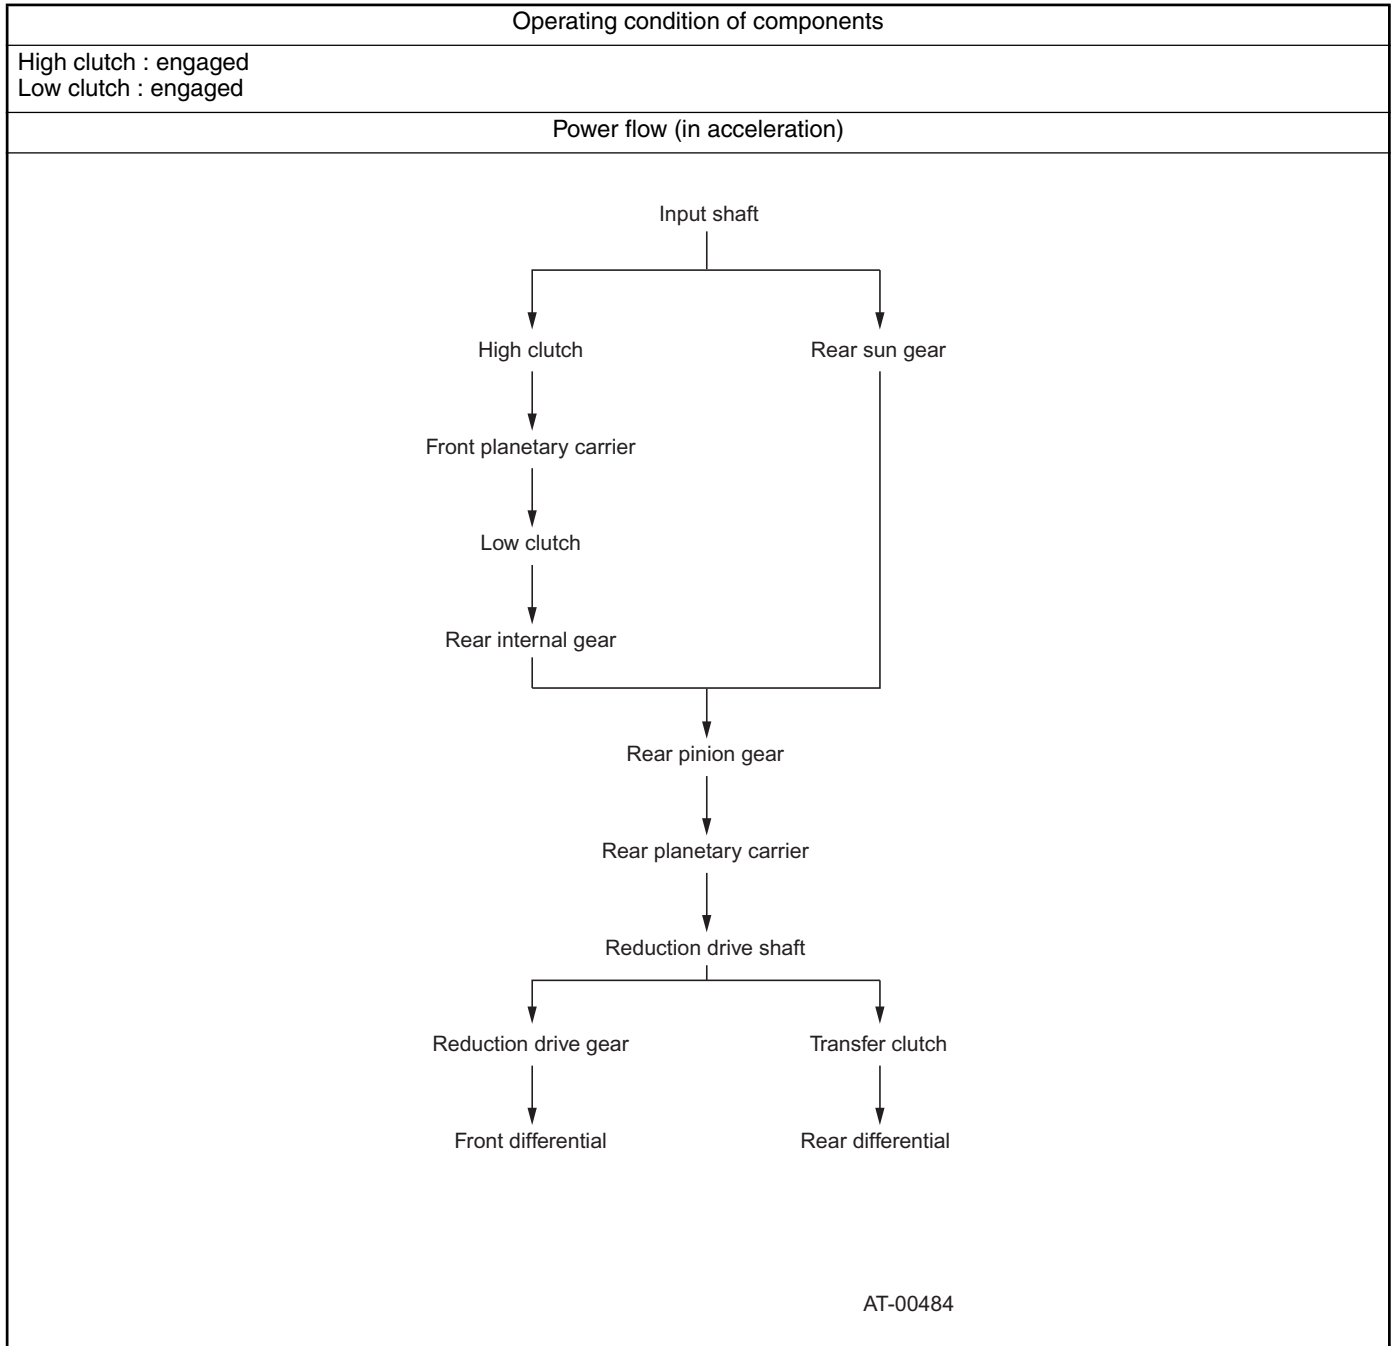 Operating condition of components
High clutch : engaged
Low clutch : engaged
Power flow (in acceleration)
Input shaft
High clutch
Rear sun gear
Front planetary carrier
Low clutch
Rear internal gear
Rear pinion gear
Rear planetary carrier
Reduction drive shaft
Reduction drive gear
Transfer clutch
Front differential
Rear differential
AT-00484